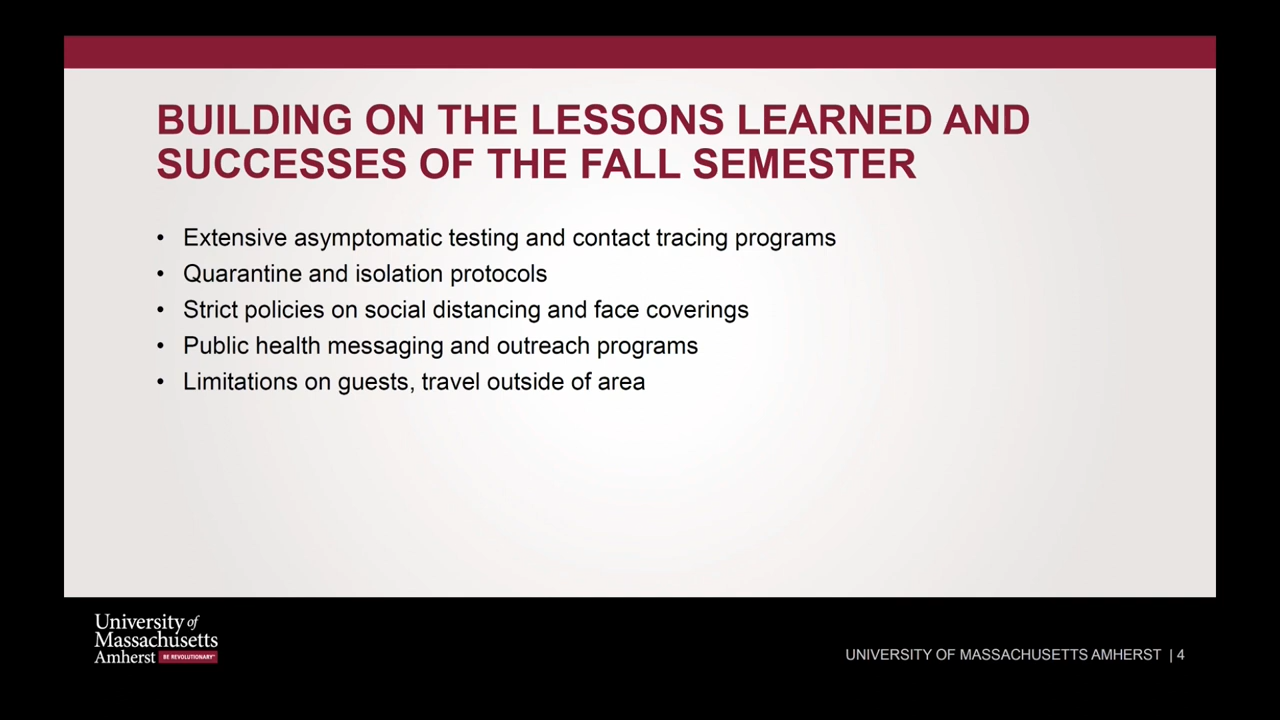 BUILDING ON THE LESSONS LEARNED AND
SUCCESSES OF THE FALL SEMESTER
• Extensive asymptomatic testing and contact tracing programs
• Quarantine and isolation protocols
• Strict policies on social distancing and face coverings
• Public health messaging and outreach programs
• Limitations on guests, travel outside of area
University of
Massachusetts
Amherst BE REVOLUTIONARY™
UNIVERSITY OF MASSACHUSETTS AMHERST | 4